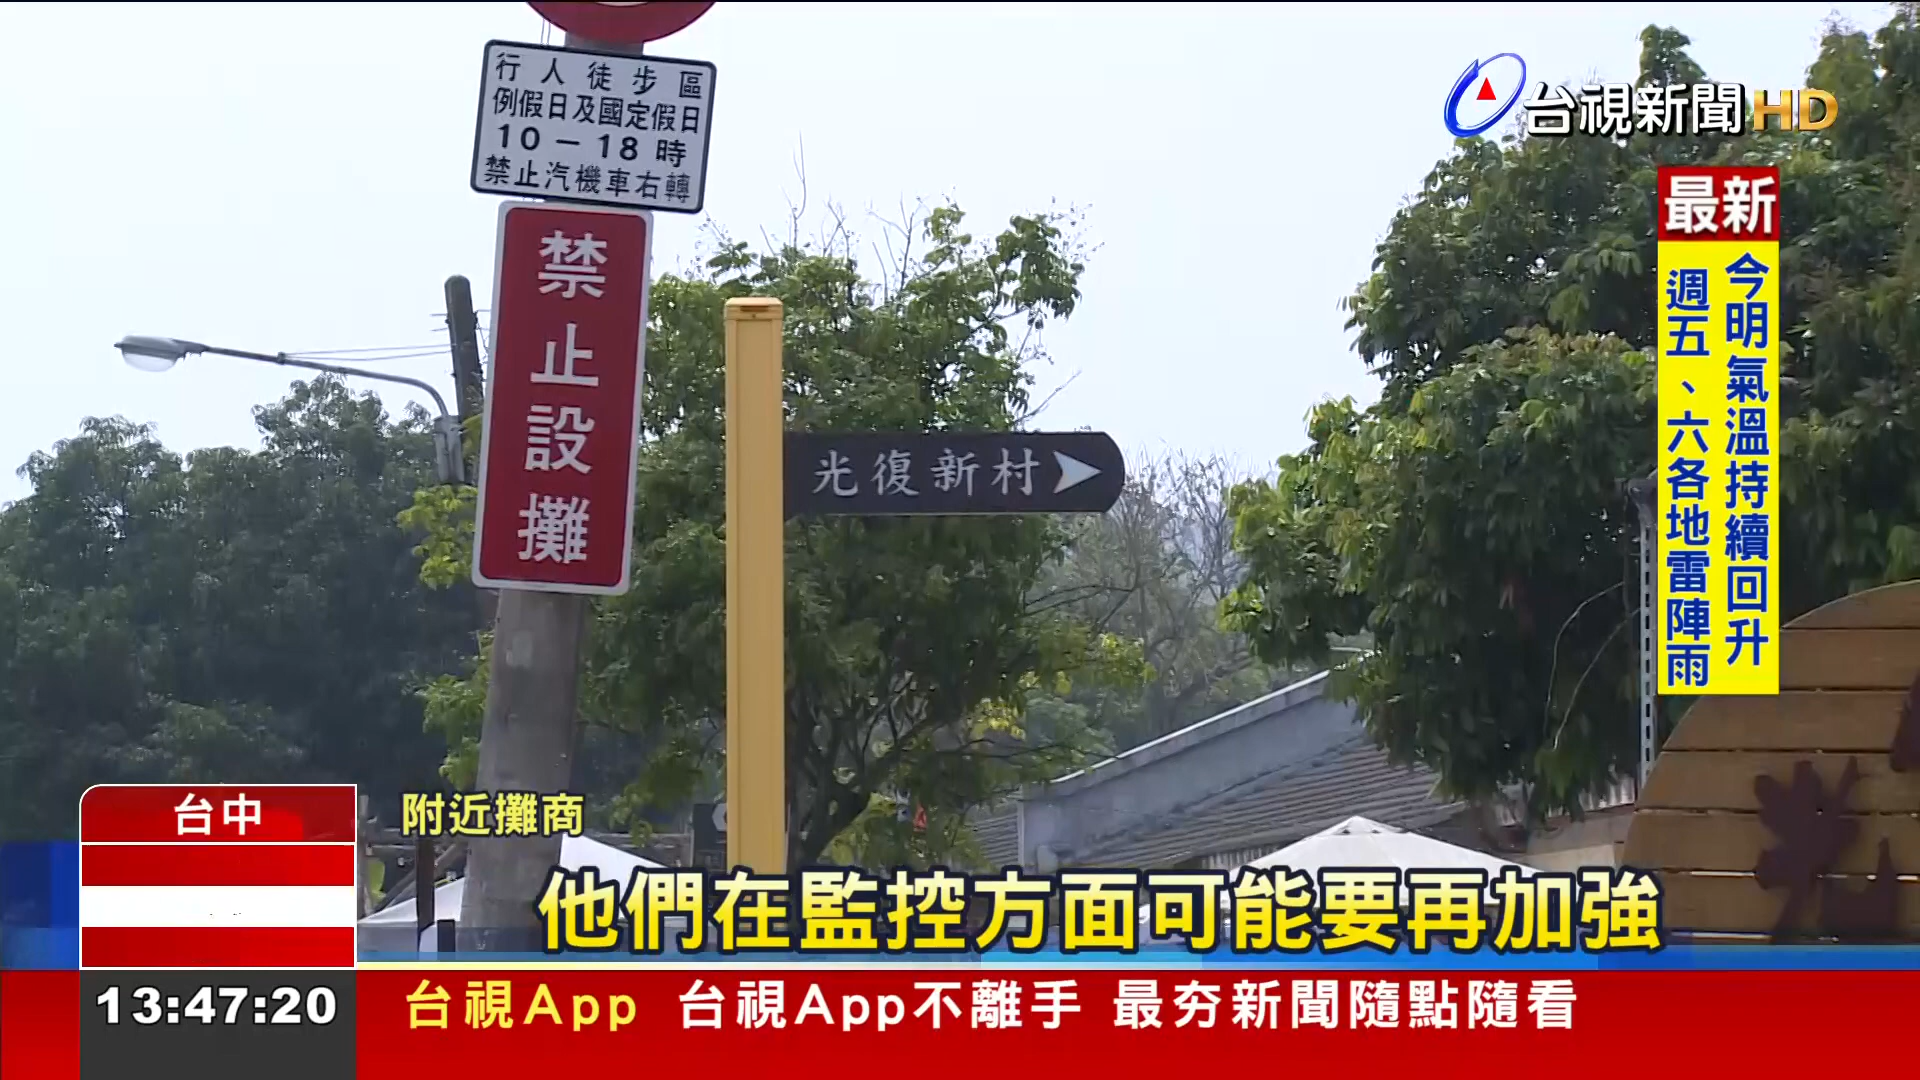 行人徒步區
例假日及國定假日
10－18時
禁止汽機車右轉
禁止設攤
光復新村
台視新聞HD
最新
今明氣溫持續回升
週五、六各地雷陣雨
台中
附近攤商
他們在監控方面可能要再加強
13:47:20
台視App 台視App不離手 最夯新聞隨點隨看